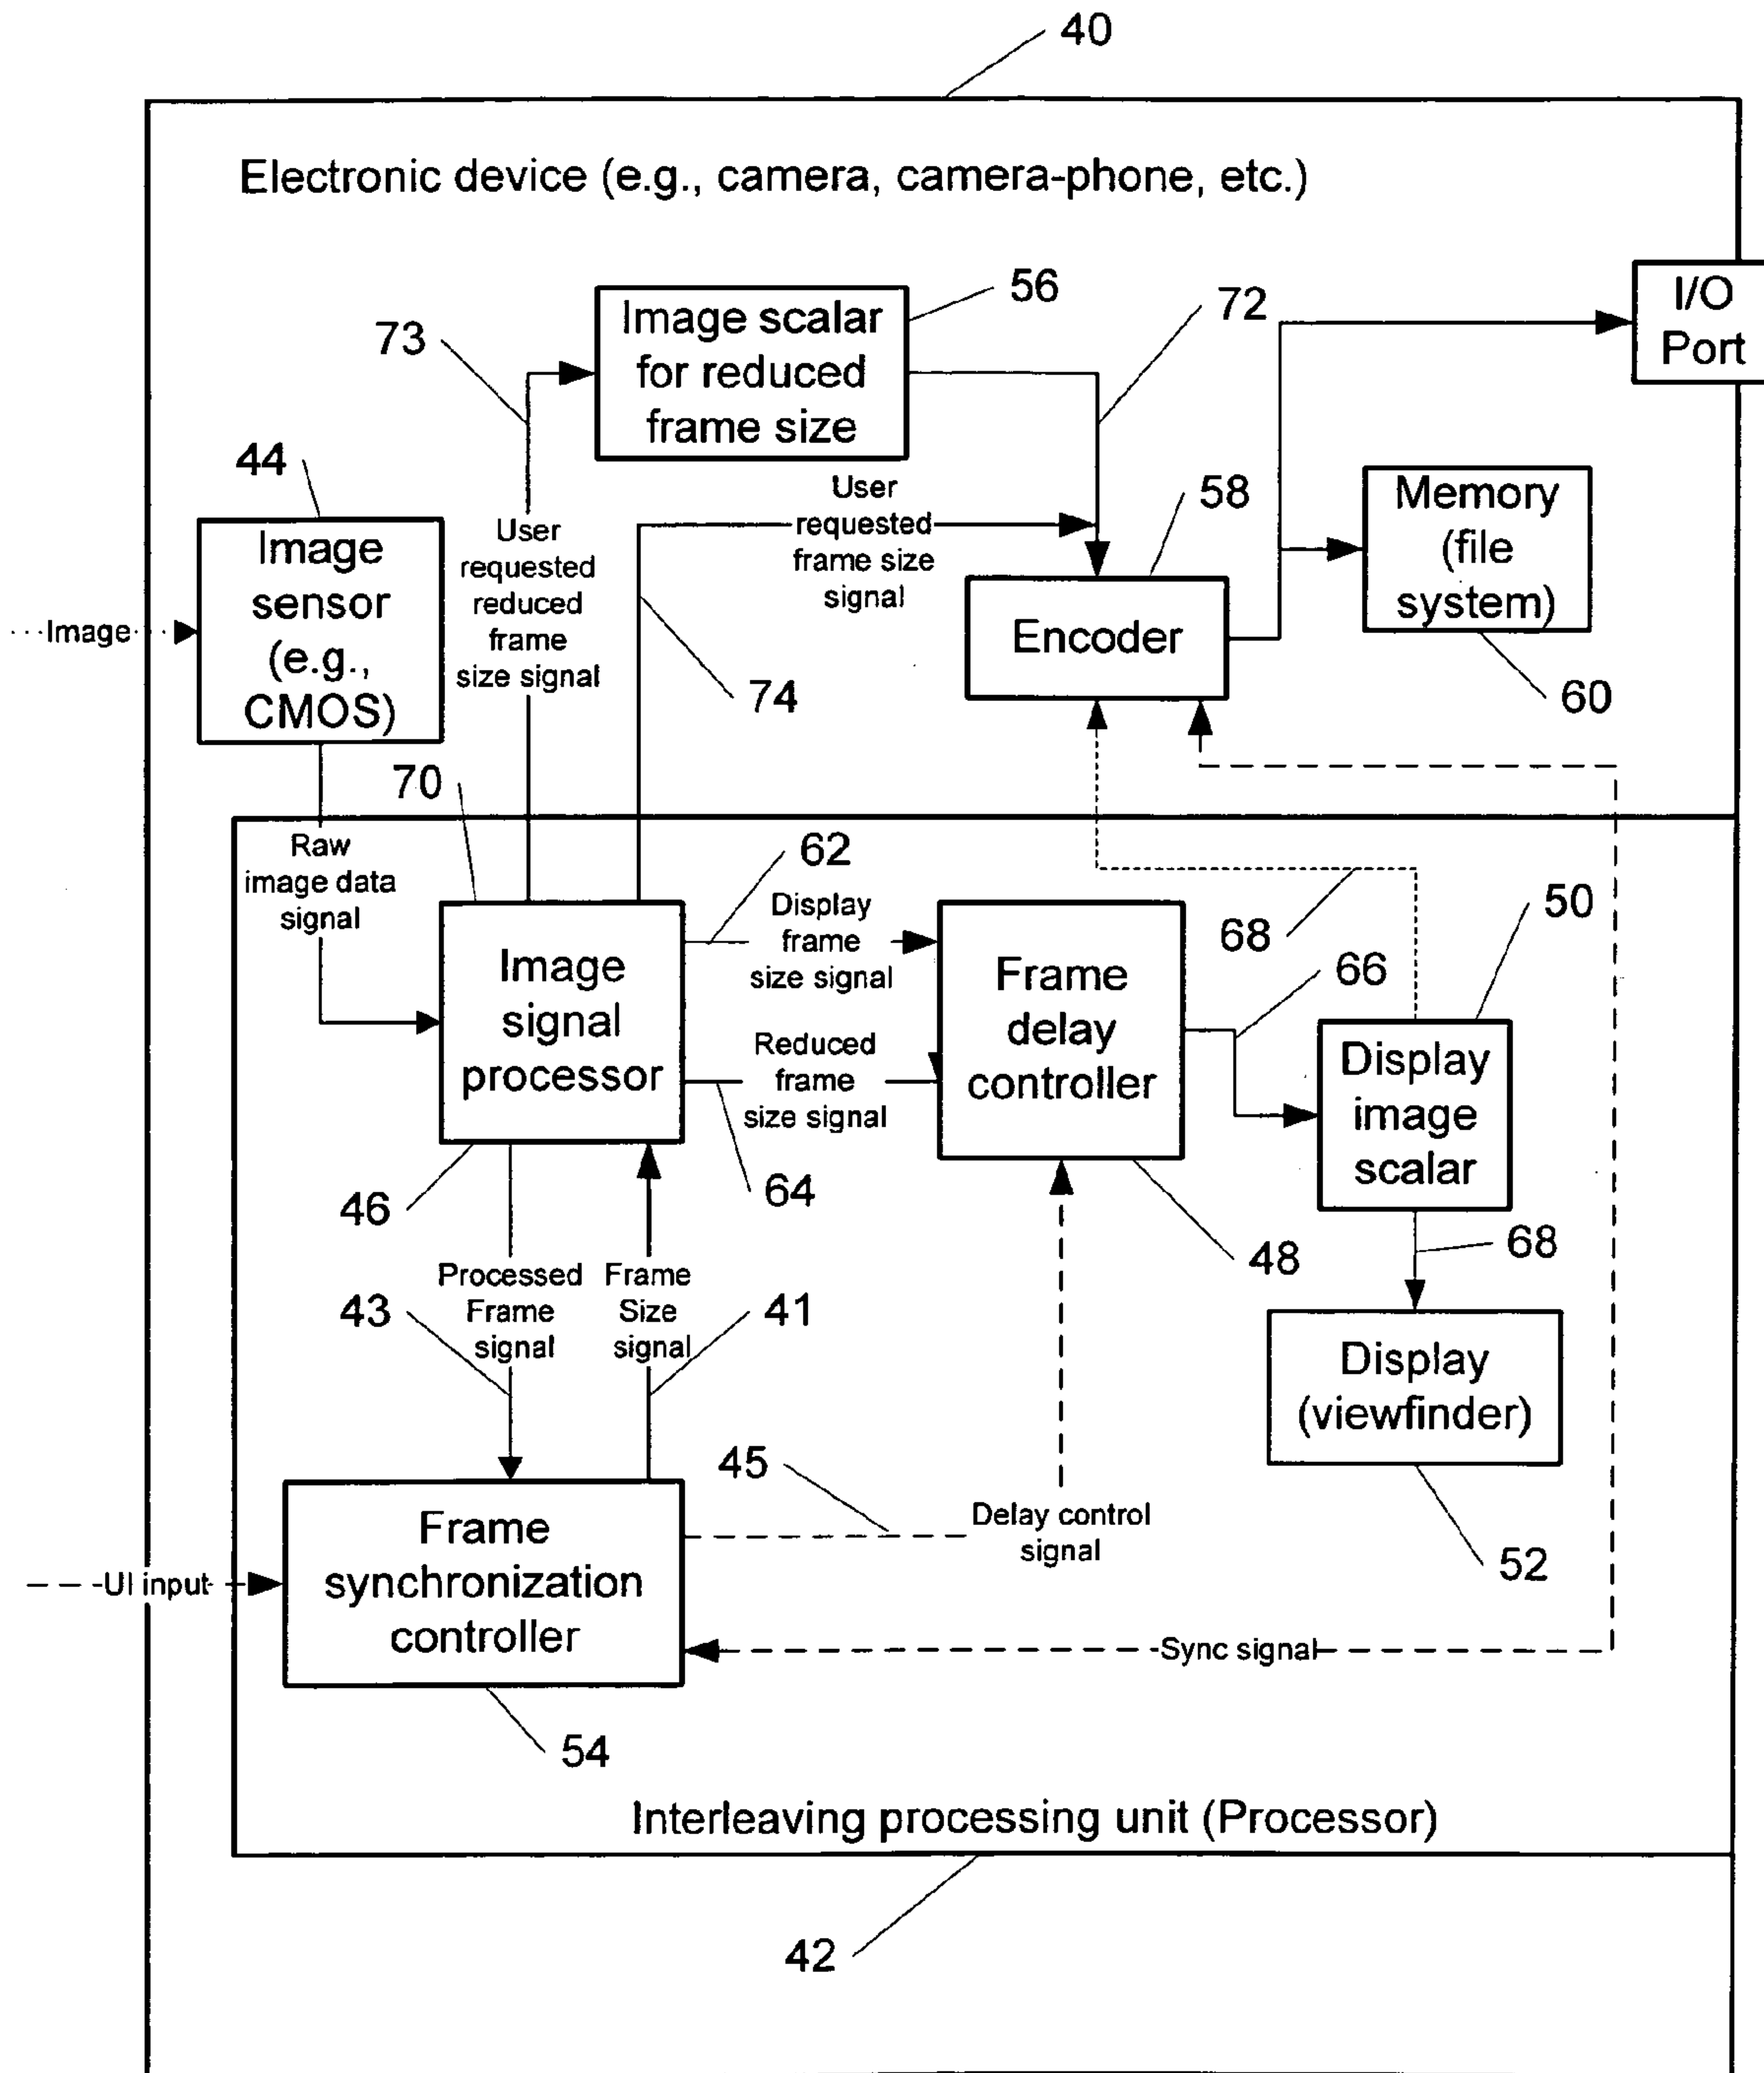 40
Electronic device (e.g., camera, camera-phone, etc.)
I/O
Port
56
72
73
Image scalar
for reduced
frame size
44
Image
sensor
(e.g.,
CMOS)
Image
User
requested
reduced
frame
size signal
User
requested
frame size
signal
58
Memory
(file
system)
60
Encoder
74
70
Raw
image data
signal
62
Display
frame
size signal
68
50
66
Image
signal
processor
Frame
delay
controller
Reduced
frame
size signal
Display
image
scalar
46
64
48
68
Processed
Frame
signal
Frame
Size
signal
43
41
Display
(viewfinder)
45
Delay control
signal
52
UI input
Frame
synchronization
controller
Sync signal
54
Interleaving processing unit (Processor)
42